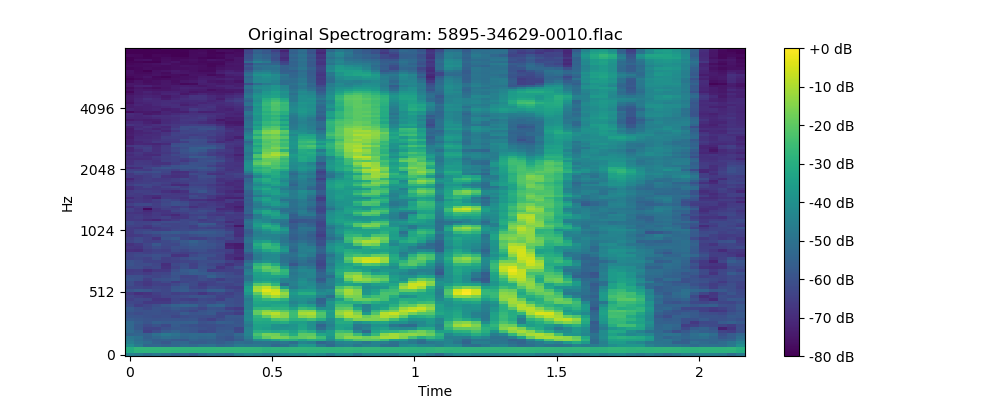 Original Spectrogram: 5895-34629-0010.flac
+0 dB
4096
-10 dB
-20 dB
2048
-30 dB
Hz
-40 dB
1024
-50 dB
512
-60 dB
-70 dB
0
-80 dB
0
0.5
1
1.5
2
Time